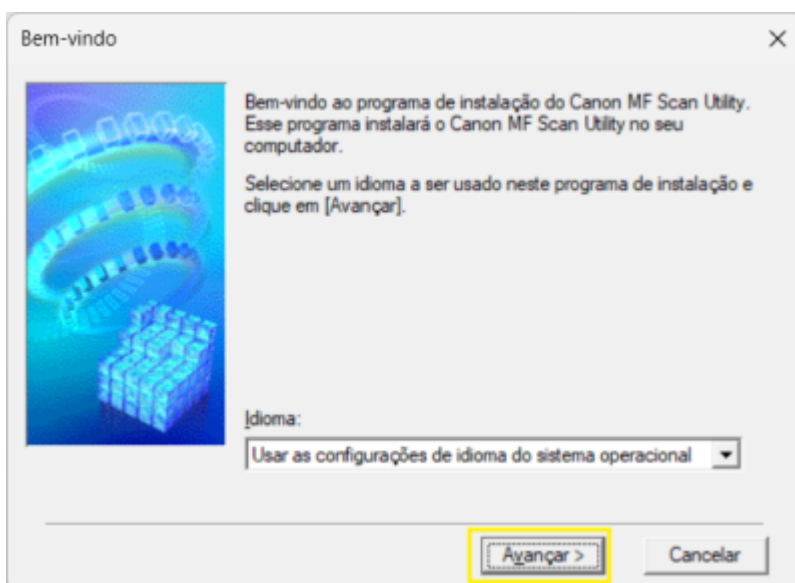 Bem-vindo
Bem-vindo ao programa de instalação do Canon MF Scan Utility.
Esse programa instalará o Canon MF Scan Utility no seu
computador.
Selecione um idioma a ser usado neste programa de instalação e
clique em [Avançar].
Idioma:
Usar as configurações de idioma do sistema operacional
Avançar >
Cancelar